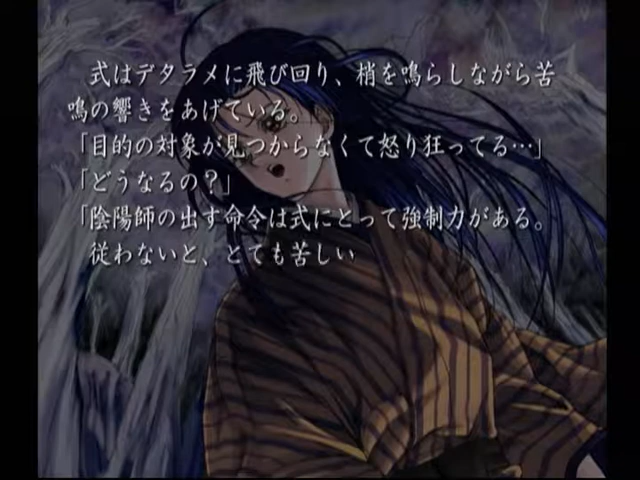 式はデタラメに飛び回り、梢を鳴らしながら苦
鳴の響きをあげている。
「目的の対象が見つからなくて怒り狂ってる…」
「どうなるの？」
「陰陽師の出す命令は式にとって強制力がある。
従わないと、とても苦しい